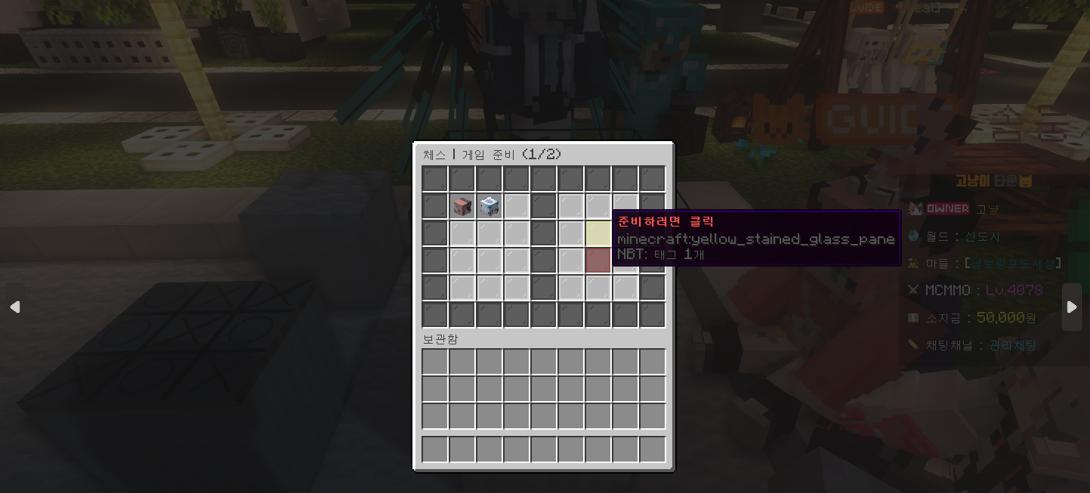 GUIDE
체스 | 게임 준비 (1/2)
준비하려면 클릭
minecraft:yellow_stained_glass_pane
NBT: 태그 1개
보관함
고냥이 타운
OWNER 고냥
월드 : 신도시
마을 :
MCMMO : Lv.4078
소지금 : 50,000원
채팅채널 : 관리채팅